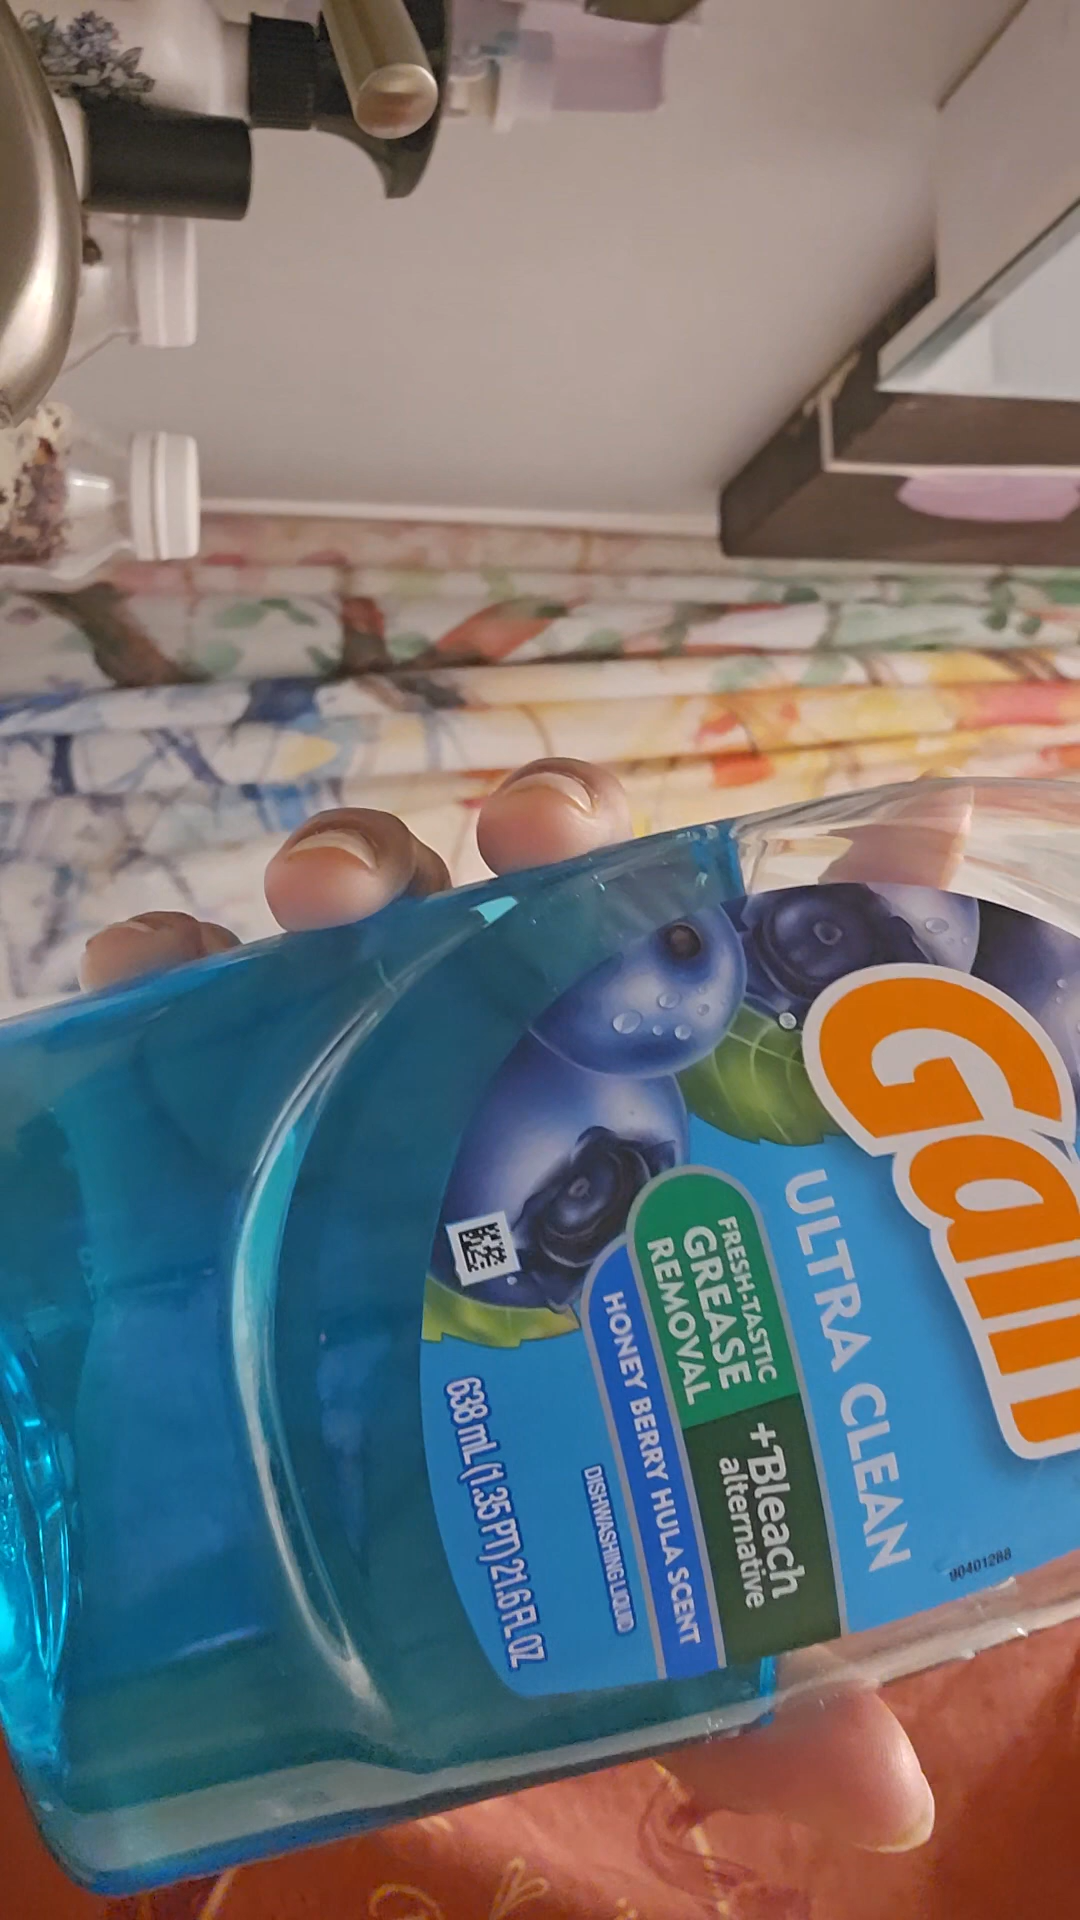 Gain
ULTRA CLEAN
FRESH-TASTIC
GREASE
REMOVAL
+Bleach
alternative
HONEY BERRY HULA SCENT
DISHWASHING LIQUID
638 mL (1.35 PT) 21.6 FL OZ
90401288